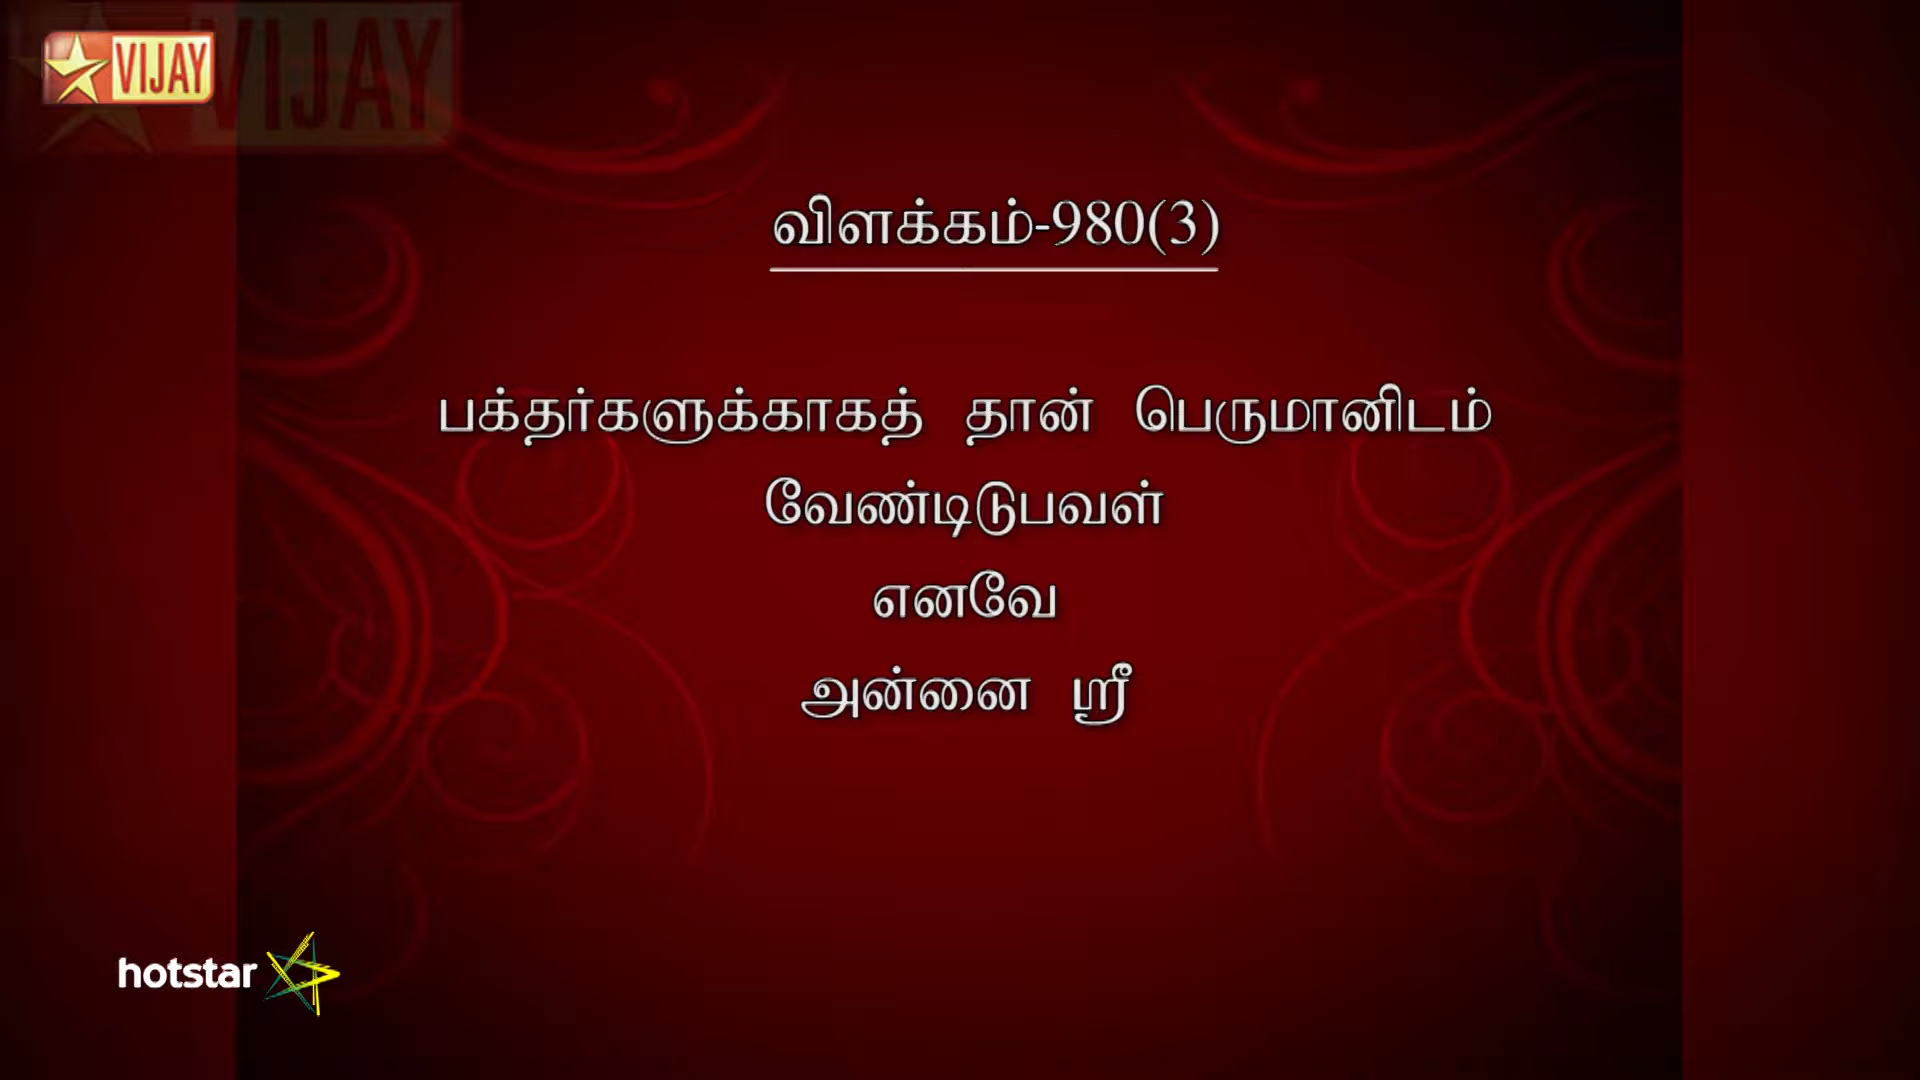 VIJAY
VIJAY
விளக்கம்-980(3)
பக்தர்களுக்காகத் தான் பெருமானிடம்
வேண்டிடுபவள்
எனவே
அன்னை ஸ்ரீ
hotstar